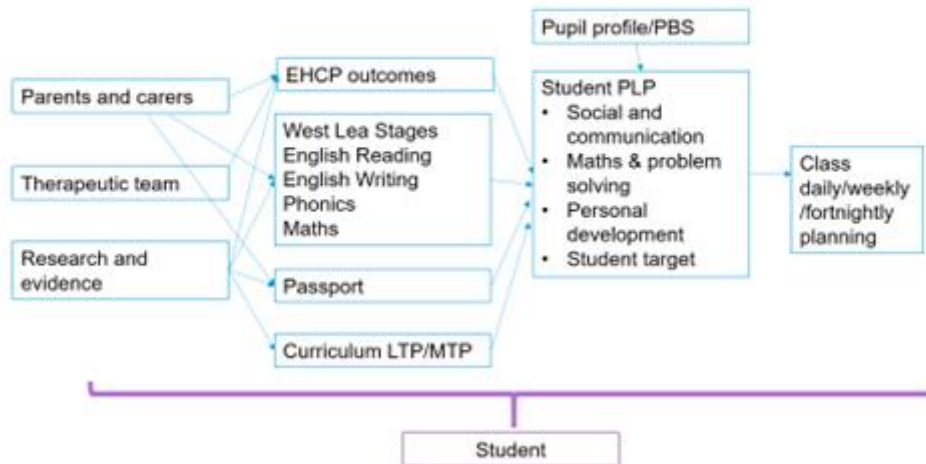 Pupil profile/PBS
EHCP outcomes
Parents and carers
Student PLP
• Social and
communication
• Maths & problem
solving
• Personal
development
• Student target
West Lea Stages
English Reading
English Writing
Phonics
Maths
Class
daily/weekly
/fortnightly
planning
Therapeutic team
Research and
evidence
Passport
Curriculum LTP/MTP
Student